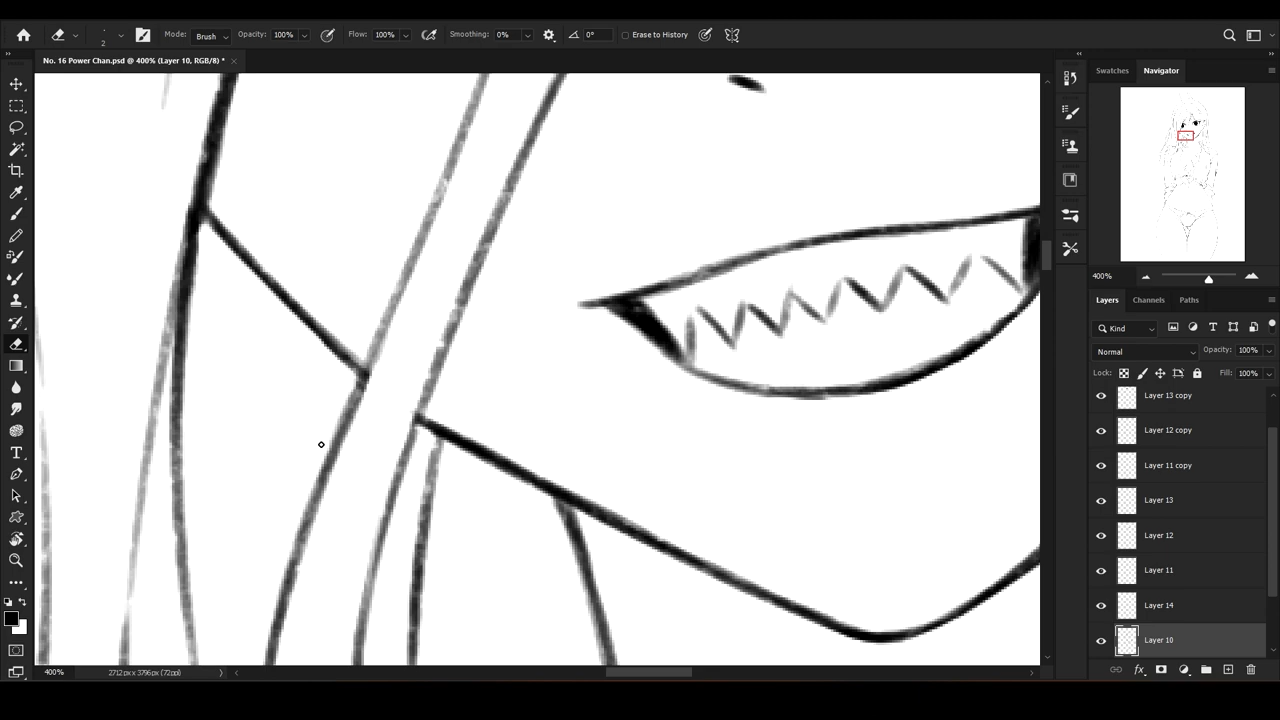 2
Mode: Brush Opacity: 100% Flow: 100% Smoothing: 0% 0° Erase to History
No. 16 Power Chan.psd @ 400% (Layer 10, RGB/8) *
Swatches Navigator
400%
Layers Channels Paths
Kind
Normal Opacity: 100%
Lock: Fill: 100%
Layer 13 copy
Layer 12 copy
Layer 11 copy
Layer 13
Layer 12
Layer 11
Layer 14
Layer 10
fx
400% 2712 px x 3796 px (72 ppi)